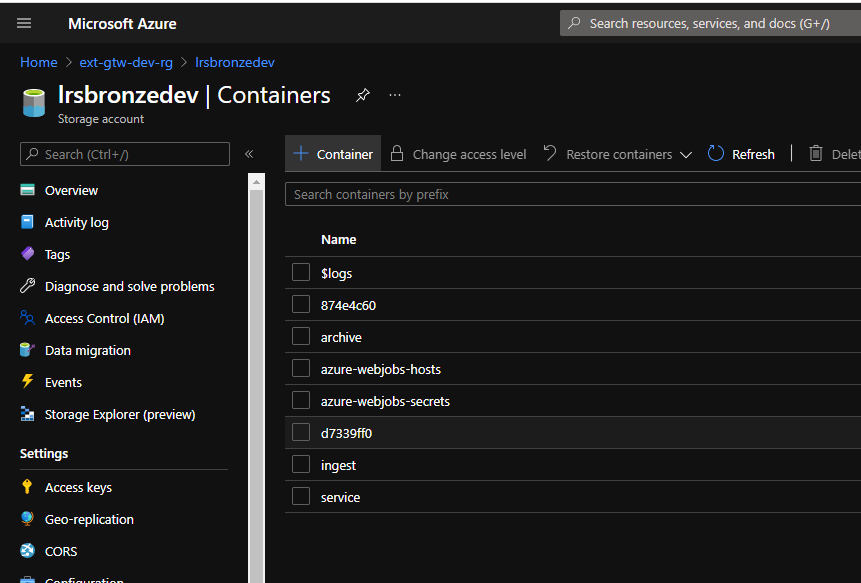 Microsoft Azure
Search resources, services, and docs (G+/)
Home > ext-gtw-dev-rg > lrsbronzedev
lrsbronzedev | Containers
Storage account
Search (Ctrl+/)
«
Overview
Activity log
Tags
Diagnose and solve problems
Access Control (IAM)
Data migration
Events
Storage Explorer (preview)
Settings
Access keys
Geo-replication
CORS
Configuration
+ Container
Change access level
Restore containers
Refresh
Delet
Search containers by prefix
Name
$logs
874e4c60
archive
azure-webjobs-hosts
azure-webjobs-secrets
d7339ff0
ingest
service